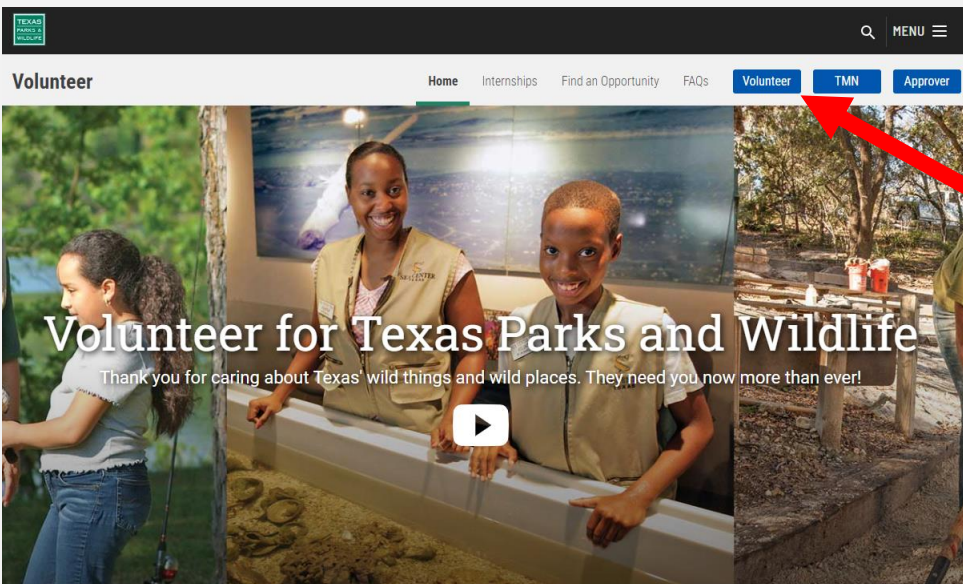 TEXAS
PARKS &
WILDLIFE
MENU
Volunteer
Home
Internships
Find an Opportunity
FAQs
Volunteer
TMN
Approver
Volunteer for Texas Parks and Wildlife
Thank you for caring about Texas' wild things and wild places. They need you now more than ever!